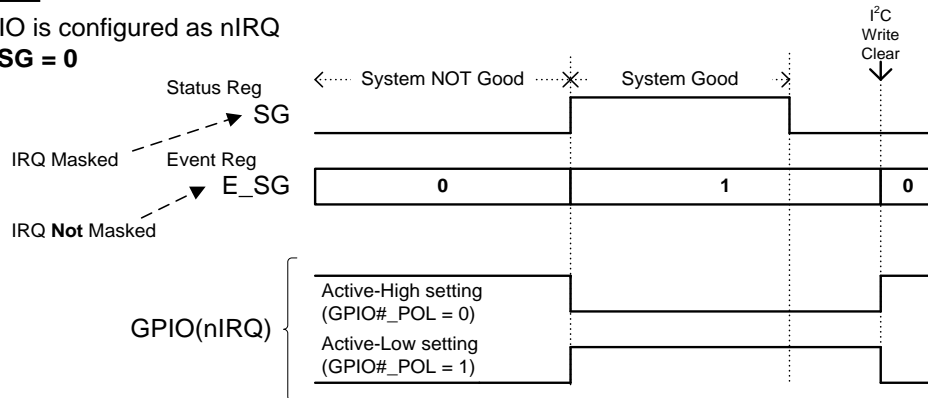 IO is configured as nIRQ
SG = 0
I²C
Write
Clear
System NOT Good
System Good
Status Reg
SG
IRQ Masked
Event Reg
E_SG
0
1
0
IRQ Not Masked
GPIO(nIRQ)
Active-High setting
(GPIO#_POL = 0)
Active-Low setting
(GPIO#_POL = 1)